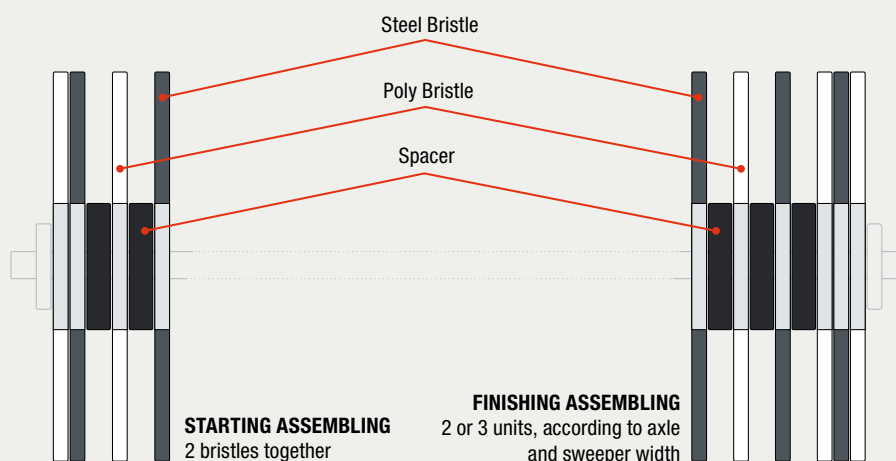 Steel Bristle
Poly Bristle
Spacer
STARTING ASSEMBLING
2 bristles together
FINISHING ASSEMBLING
2 or 3 units, according to axle
and sweeper width